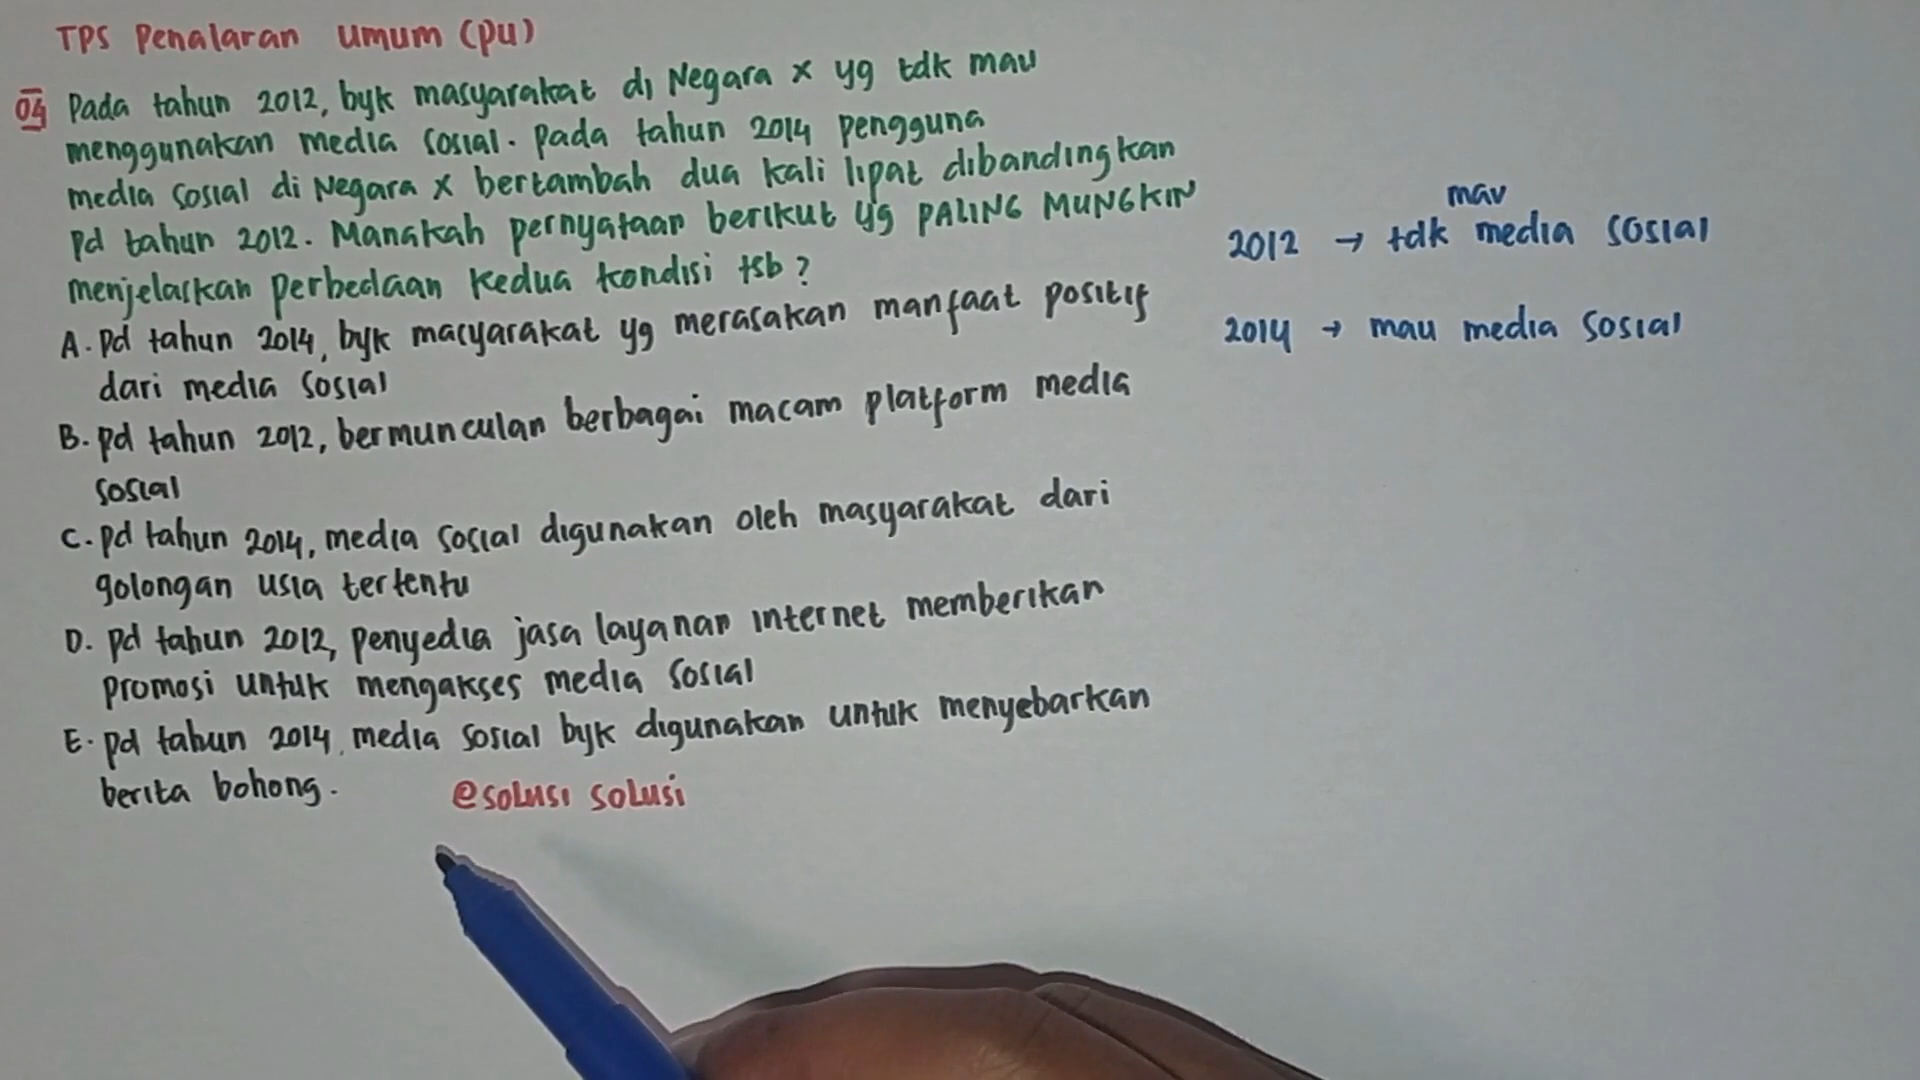 TPS Penalaran Umum (PU)
04 Pada tahun 2012, byk masyarakat di Negara x yg tdk mau
menggunakan media sosial. Pada tahun 2014 pengguna
media sosial di Negara x bertambah dua kali lipat dibandingkan
pd tahun 2012. Manakah pernyataan berikut yg PALING MUNGKIN
menjelaskan perbedaan kedua kondisi tsb?
A. Pd tahun 2014, byk masyarakat yg merasakan manfaat positif
dari media sosial
B. pd tahun 2012, bermunculan berbagai macam platform media
sosial
C. pd tahun 2014, media sosial digunakan oleh masyarakat dari
golongan usia tertentu
D. pd tahun 2012, penyedia jasa layanan internet memberikan
promosi untuk mengakses media sosial
E. pd tahun 2014, media sosial byk digunakan untuk menyebarkan
berita bohong.
@solusi solusi
mau
2012 → tdk media sosial
2014 → mau media sosial